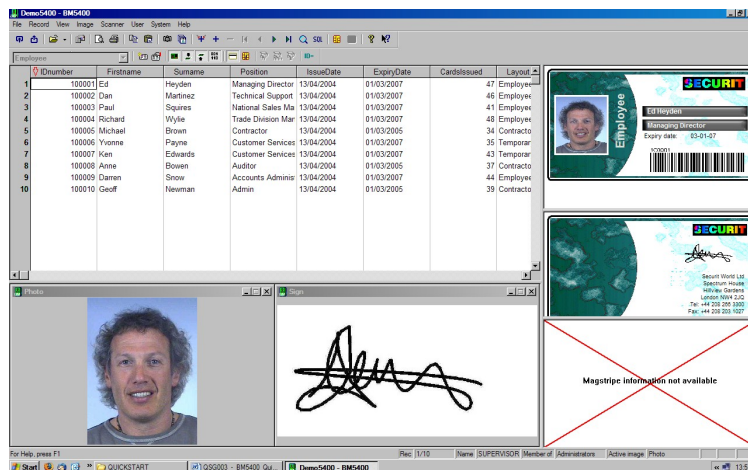 Demo5400 - BM5400
File Record View Image Scanner User System Help
SQL
Employee
IDnumber Firstname Surname Position IssueDate ExpiryDate CardsIssued Layout
1 100001 Ed Heyden Managing Director 13/04/2004 01/03/2007 47 Employee
2 100002 Dan Martinez Technical Support 13/04/2004 01/03/2007 46 Employee
3 100003 Paul Squires National Sales Ma 13/04/2004 01/03/2007 41 Employee
4 100004 Richard Wylie Trade Division Mar 13/04/2004 01/03/2007 48 Employee
5 100005 Michael Brown Contractor 13/04/2004 01/03/2005 34 Contracto
6 100006 Yvonne Payne Customer Services 13/04/2004 01/03/2007 35 Temporar
7 100007 Ken Edwards Customer Services 13/04/2004 01/03/2007 43 Temporar
8 100008 Anne Bowen Auditor 13/04/2004 01/03/2005 37 Contracto
9 100009 Darren Snow Accounts Adminis 13/04/2004 01/03/2007 44 Employee
10 100010 Geoff Newman Admin 13/04/2004 01/03/2005 39 Contracto
SECURIT
Employee
Ed Heyden
Managing Director
Expiry date: 03-01-07
100001
SECURIT
Securit World Ltd
Spectrum House
Hillview Gardens
London NW4 2JQ
Tel: +44 208 266 3300
Fax: +44 208 203 1027
Photo
Sign
Magstripe information not available
For Help, press F1
Rec 1/10 Name SUPERVISOR Member of Administrators Active image Photo
Start QUICKSTART QSG003 - BM5400 Qui... Demo5400 - BM5400 13:5